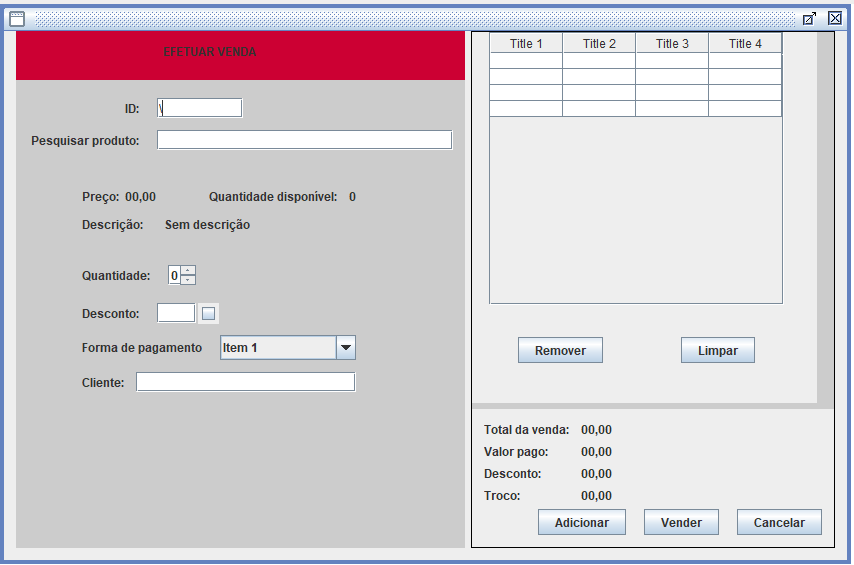 EFETUAR VENDA
ID: \
Pesquisar produto:
Preço: 00,00 Quantidade disponível: 0
Descrição: Sem descrição
Quantidade: 0
Desconto:
Forma de pagamento Item 1
Cliente:
Title 1 Title 2 Title 3 Title 4
Remover Limpar
Total da venda: 00,00
Valor pago: 00,00
Desconto: 00,00
Troco: 00,00
Adicionar Vender Cancelar